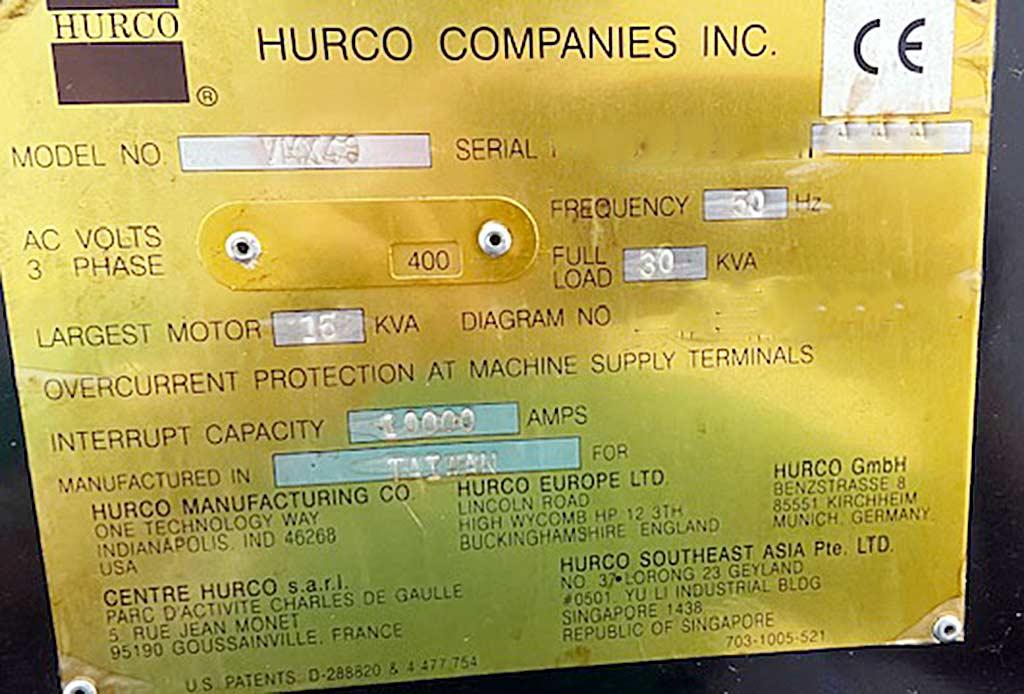 HURCO
®
HURCO COMPANIES INC.
CE
MODEL NO.
SERIAL
AC VOLTS
3 PHASE
400
FREQUENCY 50 Hz
FULL
LOAD 30 KVA
LARGEST MOTOR 15 KVA DIAGRAM NO
OVERCURRENT PROTECTION AT MACHINE SUPPLY TERMINALS
INTERRUPT CAPACITY 10000 AMPS
MANUFACTURED IN TAIWAN FOR
HURCO MANUFACTURING CO
ONE TECHNOLOGY WAY
INDIANAPOLIS, IND 46268
USA
HURCO EUROPE LTD
LINCOLN ROAD
HIGH WYCOMB HP 12 3TH
BUCKINGHAMSHIRE ENGLAND
HURCO GmbH
BENZSTRASSE 8
85551 KIRCHHEIM
MUNICH, GERMANY
CENTRE HURCO s.a.r.l.
PARC D'ACTIVITE CHARLES DE GAULLE
5 RUE JEAN MONET
95190 GOUSSAINVILLE, FRANCE
HURCO SOUTHEAST ASIA Pte. LTD.
NO 37 LORONG 23 GEYLAND
#0501, YU LI INDUSTRIAL BLDG
SINGAPORE 1438
REPUBLIC OF SINGAPORE
703-1005-521
U.S. PATENTS: D-288820 & 4 477 754